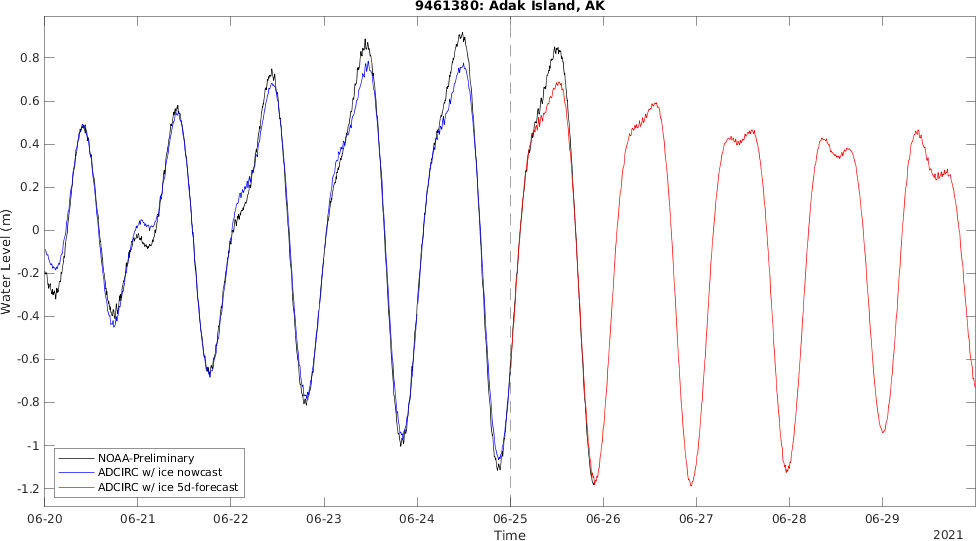 9461380: Adak Island, AK
Water Level (m)
0.8
0.6
0.4
0.2
0
-0.2
-0.4
-0.6
-0.8
-1
-1.2
NOAA-Preliminary
ADCIRC w/ ice nowcast
ADCIRC w/ ice 5d-forecast
06-20 06-21 06-22 06-23 06-24 06-25 06-26 06-27 06-28 06-29
Time
2021